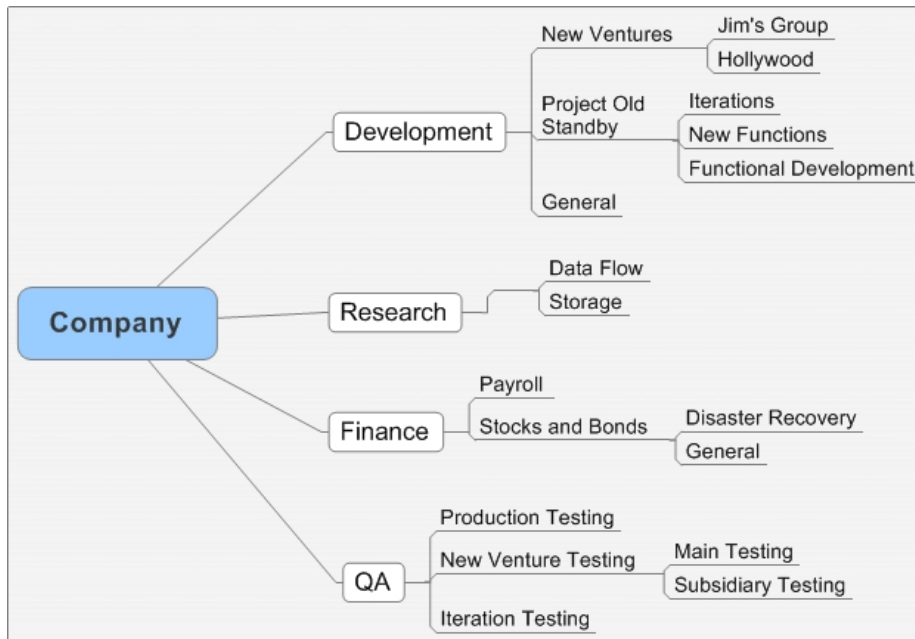 Company
Development
New Ventures
Jim's Group
Hollywood
Project Old
Standby
Iterations
New Functions
Functional Development
General
Research
Data Flow
Storage
Finance
Payroll
Stocks and Bonds
Disaster Recovery
General
QA
Production Testing
New Venture Testing
Main Testing
Subsidiary Testing
Iteration Testing